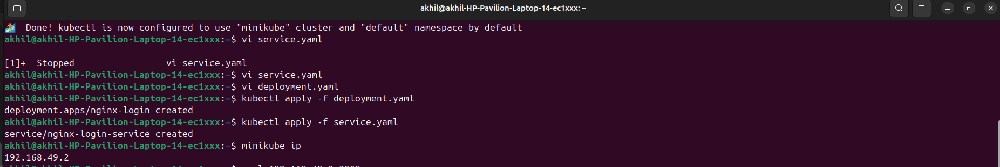 akhil@akhil-HP-Pavilion-Laptop-14-ec1xxx: ~
Done! kubectl is now configured to use "minikube" cluster and "default" namespace by default
akhil@akhil-HP-Pavilion-Laptop-14-ec1xxx:~$ vi service.yaml
[1]+  Stopped                 vi service.yaml
akhil@akhil-HP-Pavilion-Laptop-14-ec1xxx:~$ vi service.yaml
akhil@akhil-HP-Pavilion-Laptop-14-ec1xxx:~$ vi deployment.yaml
akhil@akhil-HP-Pavilion-Laptop-14-ec1xxx:~$ kubectl apply -f deployment.yaml
deployment.apps/nginx-login created
akhil@akhil-HP-Pavilion-Laptop-14-ec1xxx:~$ kubectl apply -f service.yaml
service/nginx-login-service created
akhil@akhil-HP-Pavilion-Laptop-14-ec1xxx:~$ minikube ip
192.168.49.2